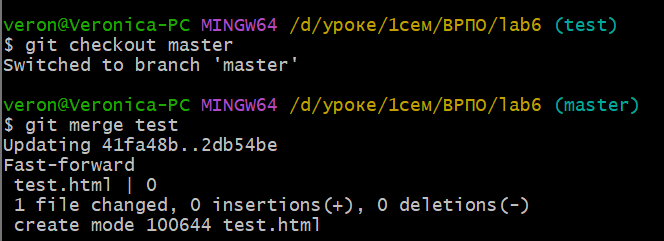 veron@Veronica-PC MINGW64 /d/уроке/1сем/ВРПО/lab6 (test)
$ git checkout master
Switched to branch 'master'
veron@Veronica-PC MINGW64 /d/уроке/1сем/ВРПО/lab6 (master)
$ git merge test
Updating 41fa48b..2db54be
Fast-forward
 test.html | 0
 1 file changed, 0 insertions(+), 0 deletions(-)
 create mode 100644 test.html